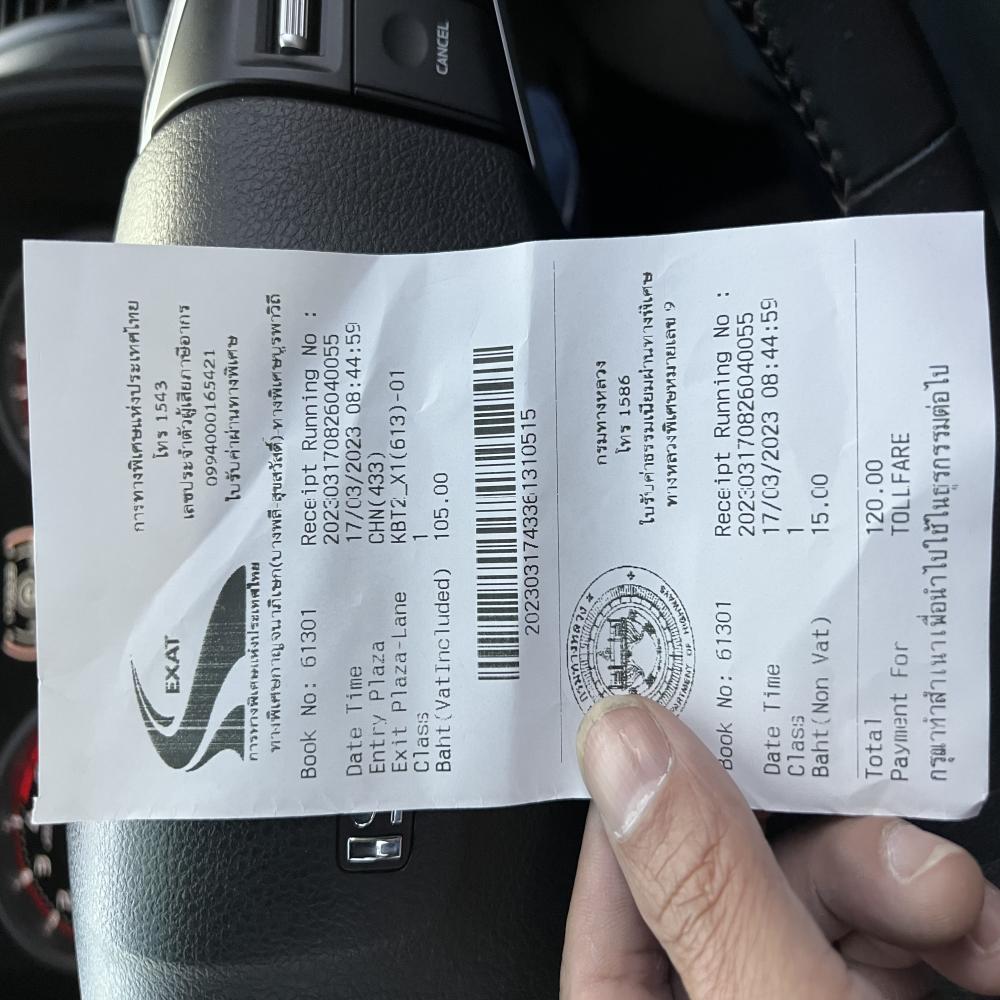 CANCEL
EXAT
การทางพิเศษแห่งประเทศไทย
การทางพิเศษแห่งประเทศไทย
โทร 1543
เลขประจำตัวผู้เสียภาษีอากร
0994000165421
ใบรับค่าผ่านทางพิเศษ
ทางพิเศษกาญจนาภิเษก(บางพลี-สุขสวัสดิ์)-ทางพิเศษบูรพาวิถี
Book No: 61301 Receipt Running No :
202303170826040055
Date Time 17/03/2023 08:44:59
Entry Plaza CHN(433)
Exit Plaza-Lane KBT2_X1(613)-01
Class 1
Baht(VatIncluded) 105.00
2023031743361310515
กรมทางหลวง
DEPARTMENT OF HIGHWAYS
กรมทางหลวง
โทร 1586
ใบรับค่าธรรมเนียมผ่านทางพิเศษ
ทางหลวงพิเศษหมายเลข 9
Book No: 61301 Receipt Running No :
202303170826040055
Date Time 17/03/2023 08:44:59
Class 1
Baht(Non Vat) 15.00
Total 120.00
Payment For TOLLFARE
กรุณาทำสำเนาเพื่อนำไปใช้ในธุรกรรมต่อไป